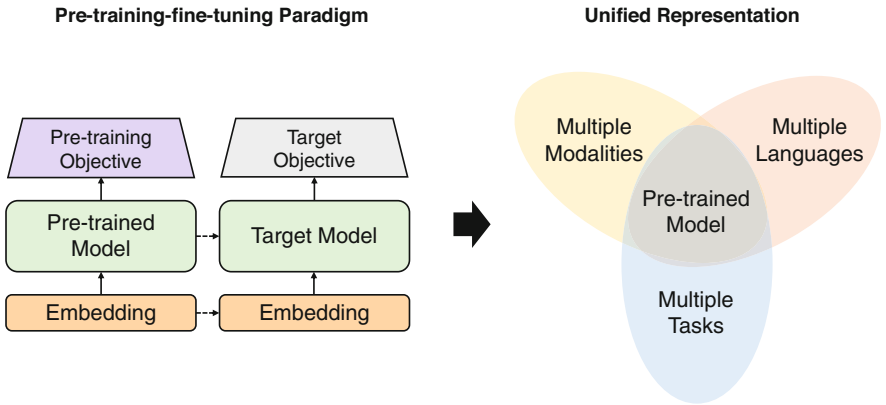 Pre-training-fine-tuning Paradigm
Pre-training
Objective
Target
Objective
Pre-trained
Model
Target Model
Embedding
Embedding
Unified Representation
Multiple
Modalities
Multiple
Languages
Pre-trained
Model
Multiple
Tasks